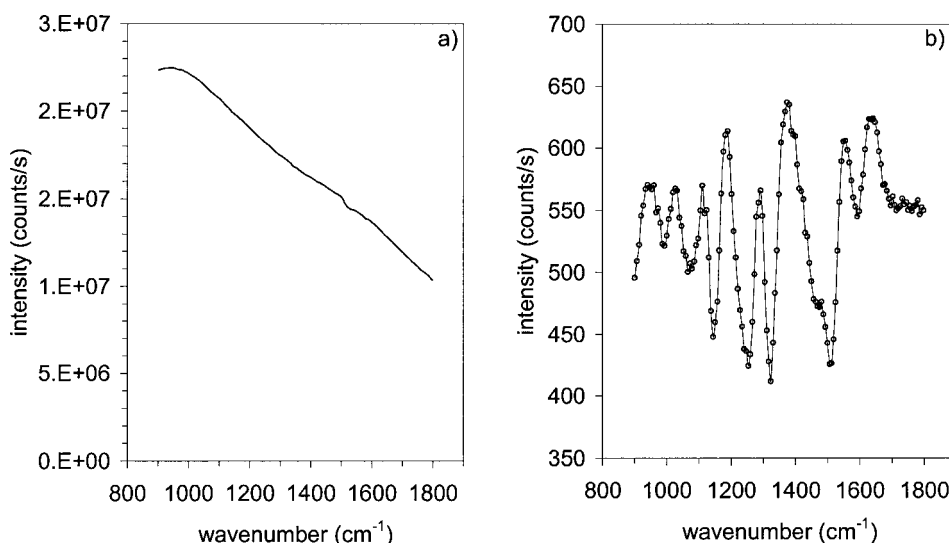 a)
3.E+07
2.E+07
2.E+07
1.E+07
5.E+06
0.E+00
800 1000 1200 1400 1600 1800
wavenumber (cm-1)
intensity (counts/s)
b)
700
650
600
550
500
450
400
350
800 1000 1200 1400 1600 1800
wavenumber (cm-1)
intensity (counts/s)